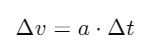 Δv = a · Δt